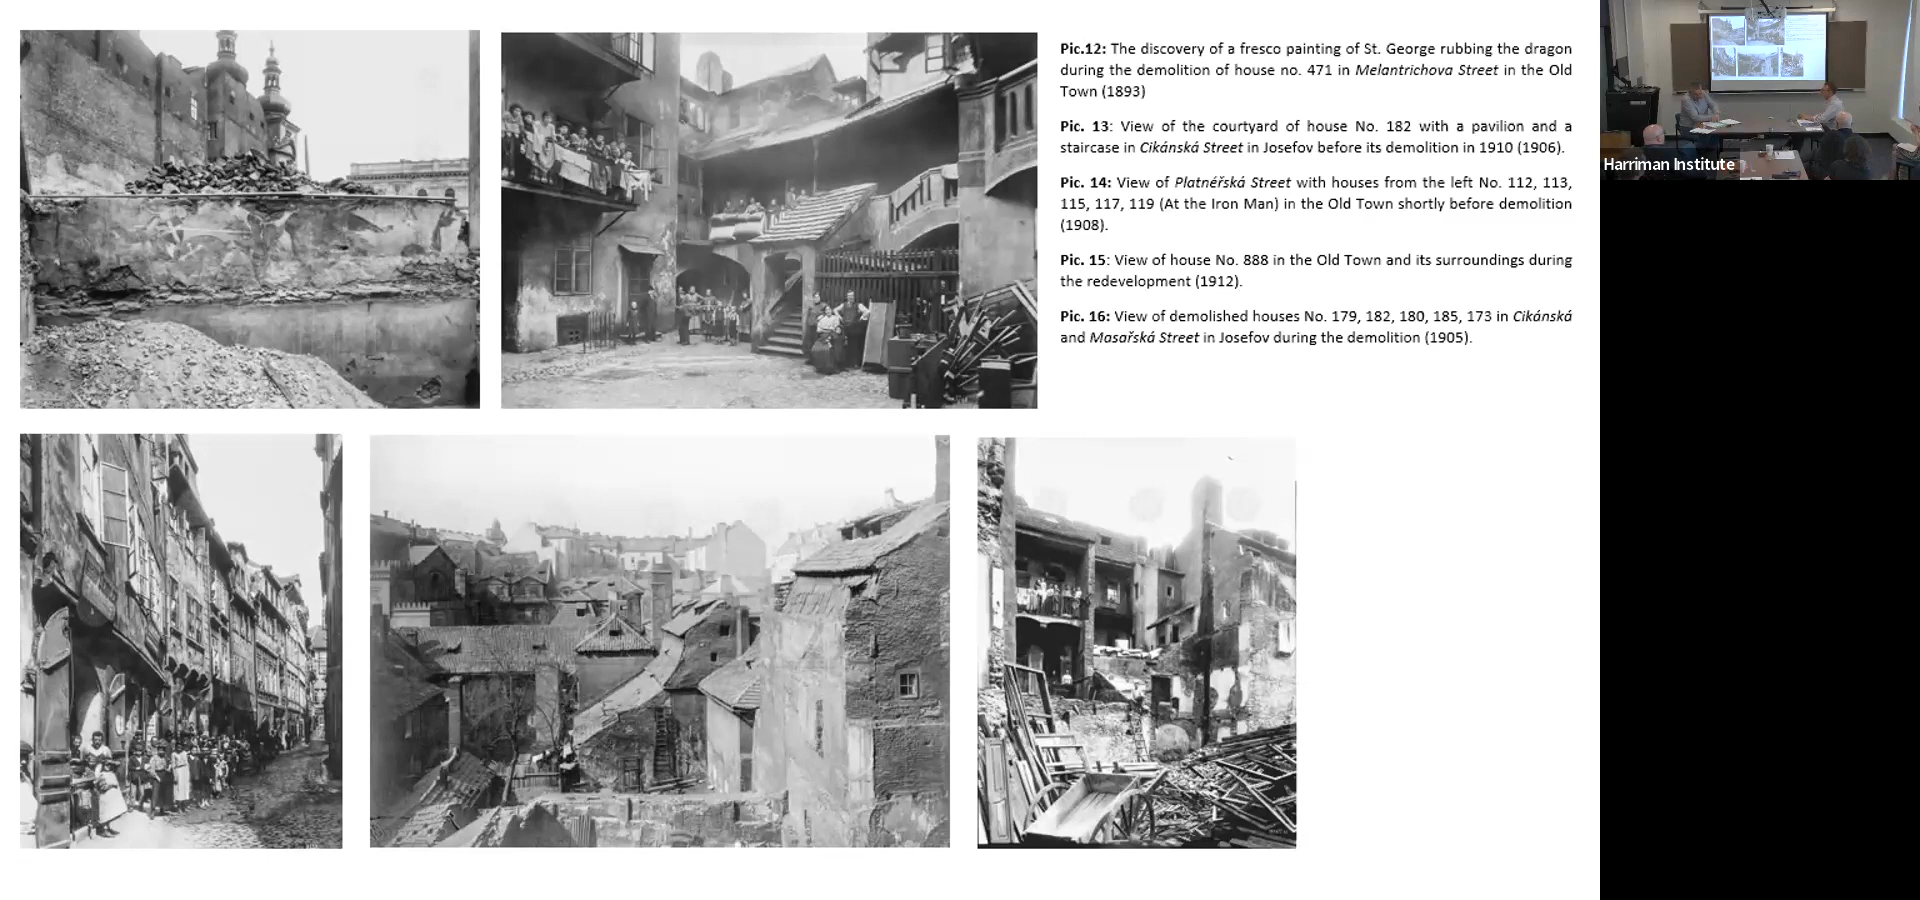 Pic.12: The discovery of a fresco painting of St. George rubbing the dragon
during the demolition of house no. 471 in Melantrichova Street in the Old
Town (1893)
Pic. 13: View of the courtyard of house No. 182 with a pavilion and a
staircase in Cikánská Street in Josefov before its demolition in 1910 (1906).
Pic. 14: View of Platnéřská Street with houses from the left No. 112, 113,
115, 117, 119 (At the Iron Man) in the Old Town shortly before demolition
(1908).
Pic. 15: View of house No. 888 in the Old Town and its surroundings during
the redevelopment (1912).
Pic. 16: View of demolished houses No. 179, 182, 180, 185, 173 in Cikánská
and Masařská Street in Josefov during the demolition (1905).
Harriman Institute